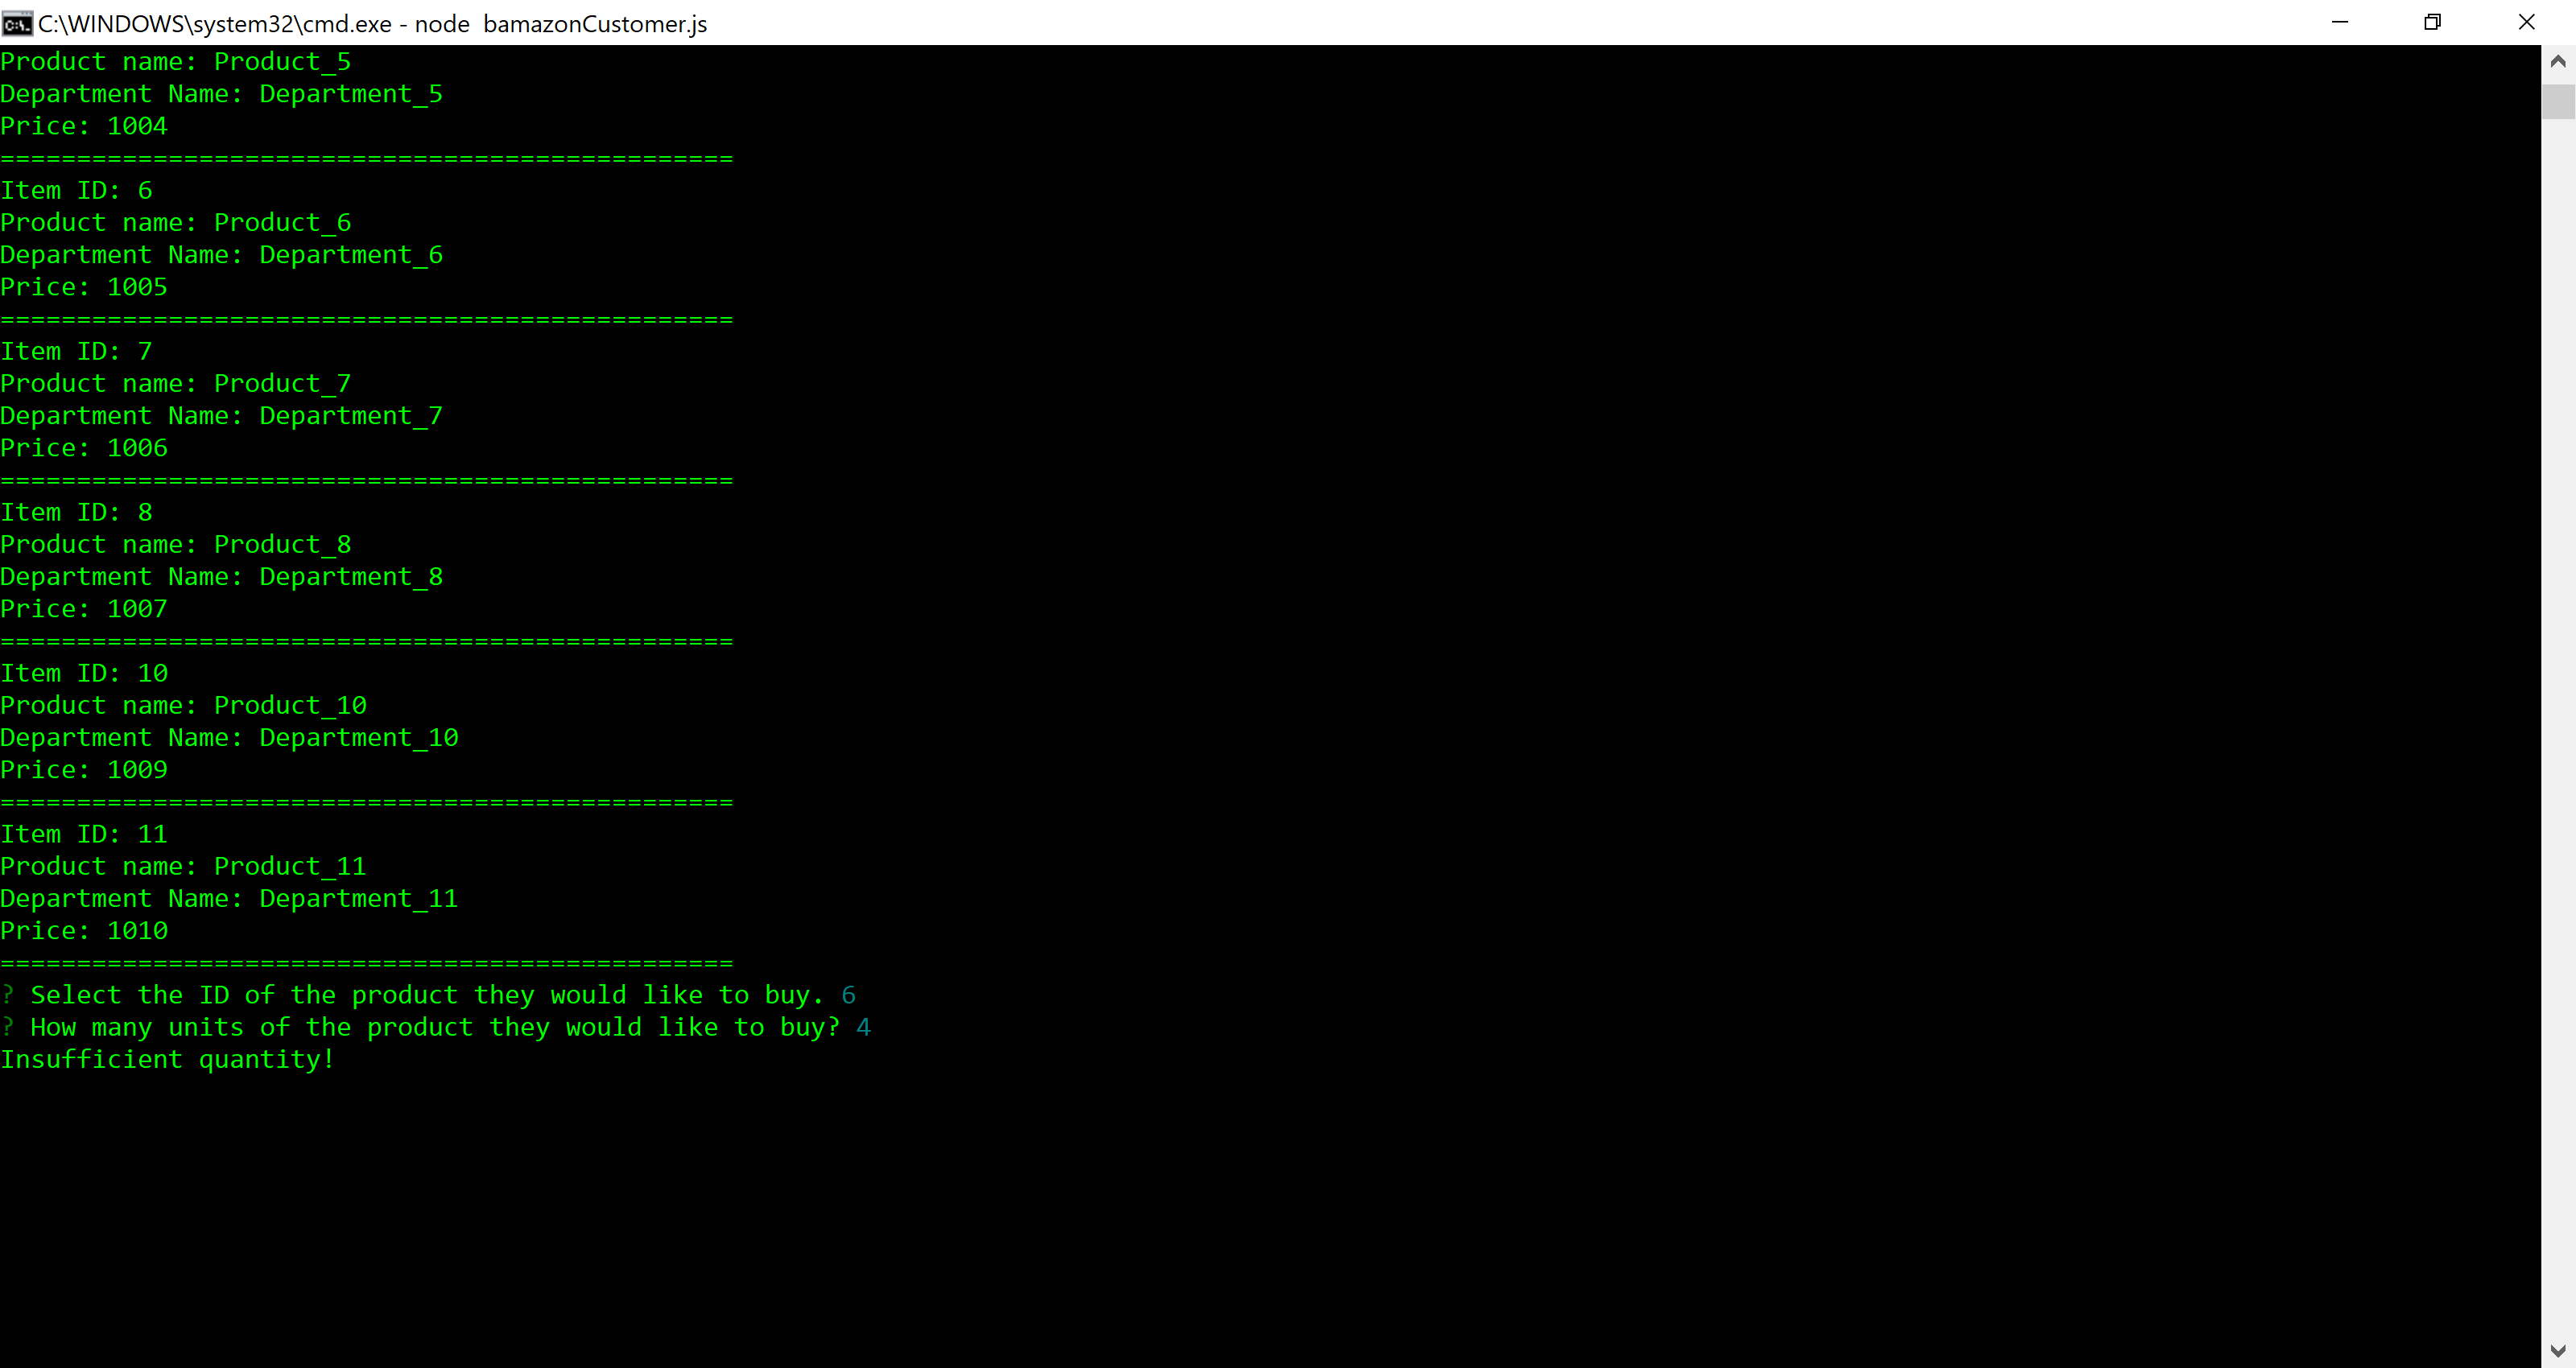 C:\WINDOWS\system32\cmd.exe - node  bamazonCustomer.js
Product name: Product_5
Department Name: Department_5
Price: 1004
================================================
Item ID: 6
Product name: Product_6
Department Name: Department_6
Price: 1005
================================================
Item ID: 7
Product name: Product_7
Department Name: Department_7
Price: 1006
================================================
Item ID: 8
Product name: Product_8
Department Name: Department_8
Price: 1007
================================================
Item ID: 10
Product name: Product_10
Department Name: Department_10
Price: 1009
================================================
Item ID: 11
Product name: Product_11
Department Name: Department_11
Price: 1010
================================================
? Select the ID of the product they would like to buy. 6
? How many units of the product they would like to buy? 4
Insufficient quantity!